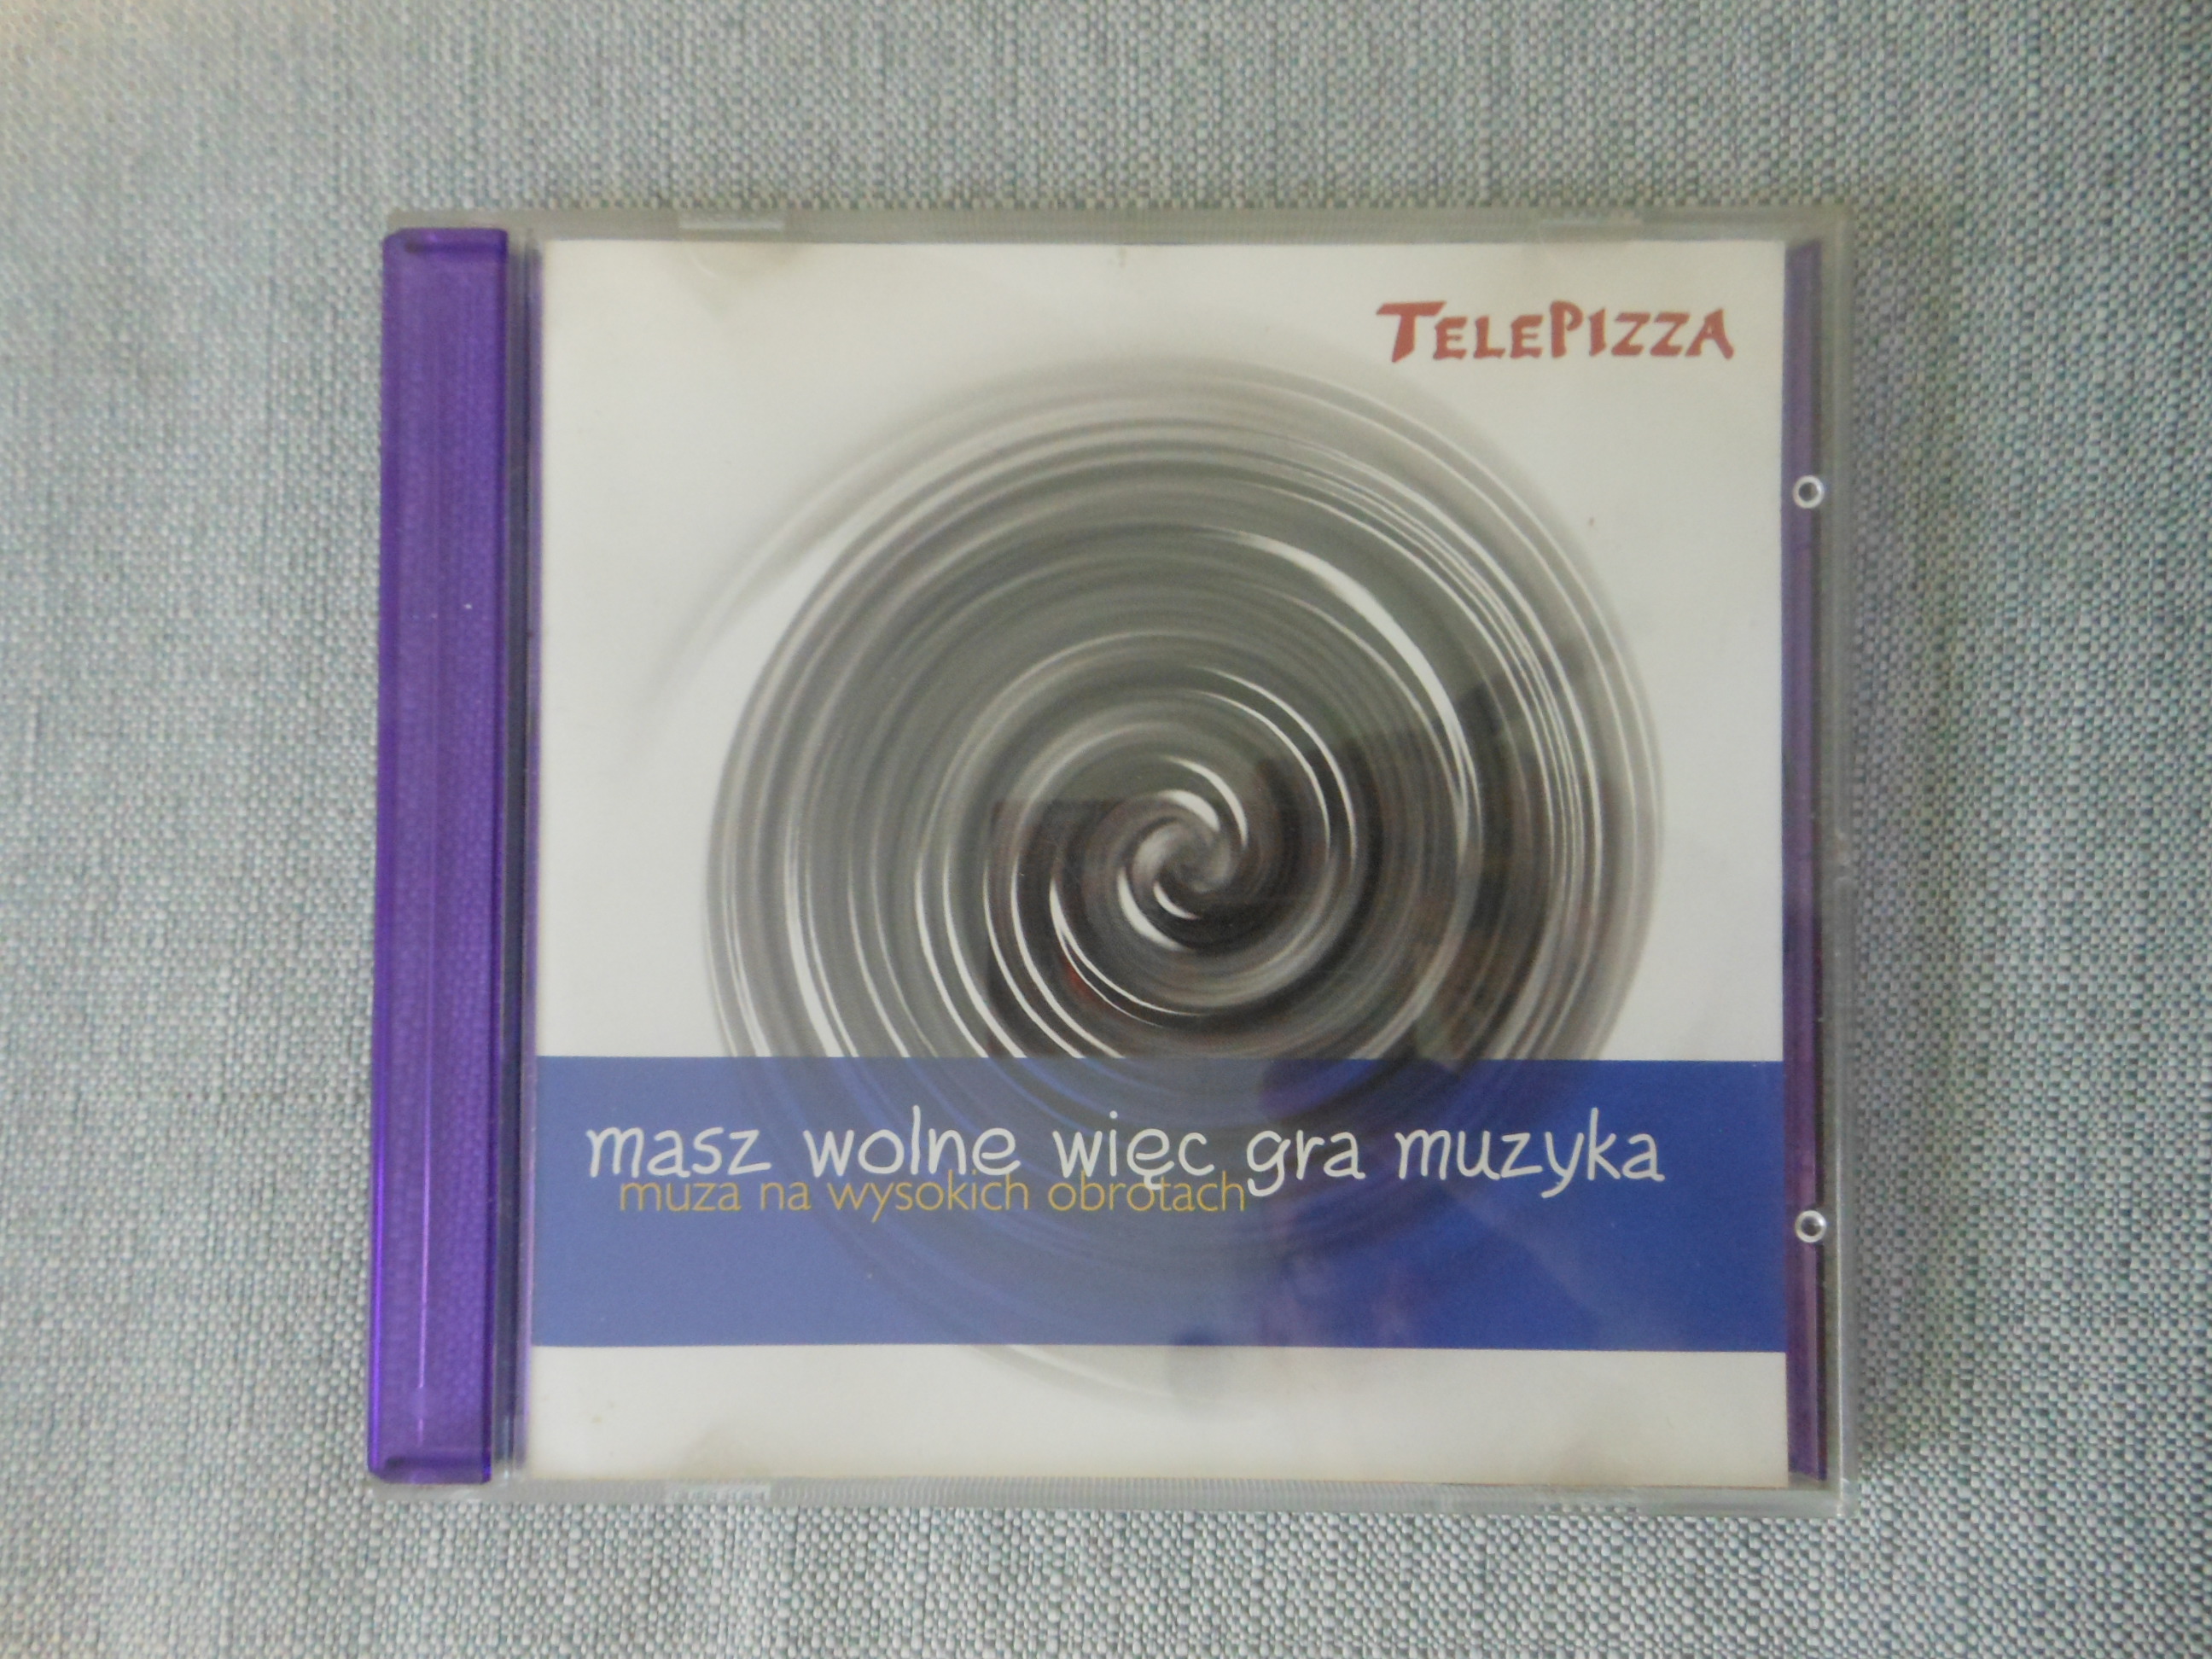 TELEPIZZA
masz wolne więc gra muzyka
muza na wysokich obrotach